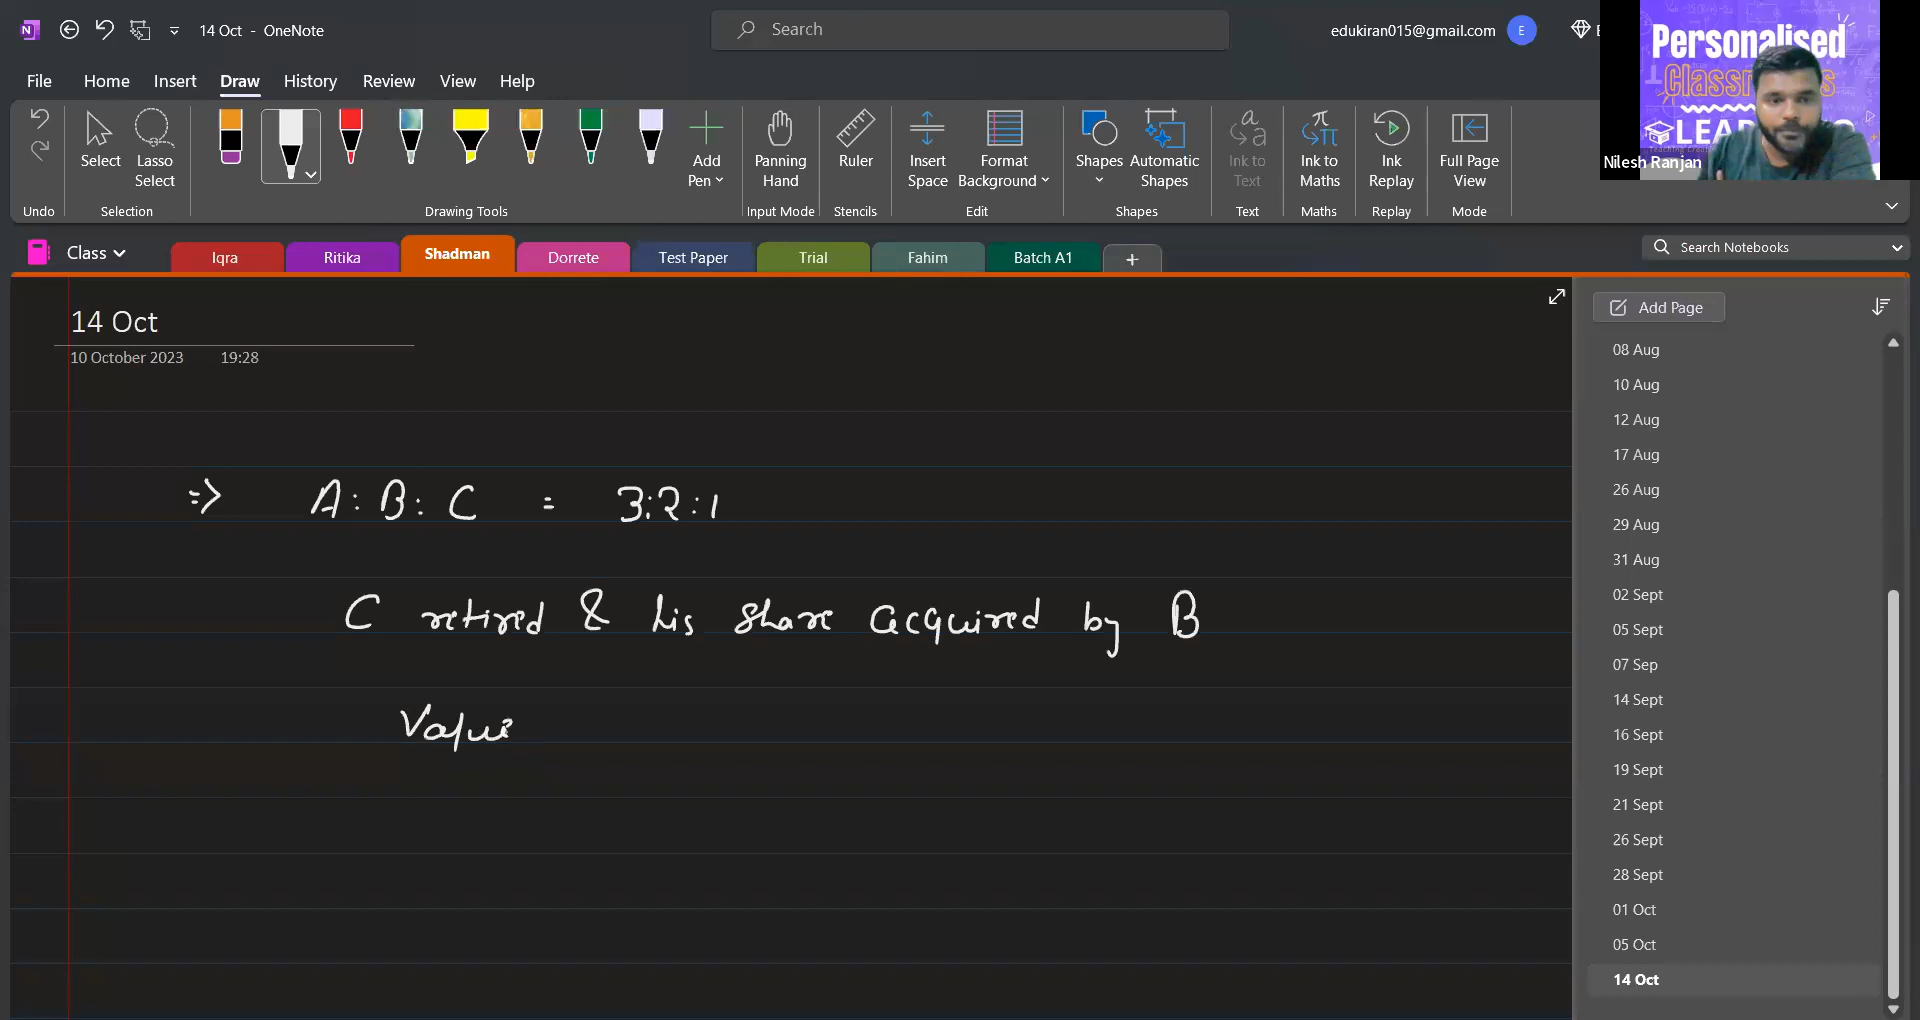 14 Oct - OneNote
Search
edukiran015@gmail.com E
File Home Insert Draw History Review View Help
Personalised
Nilesh Ranjan
Select Lasso Select Add Pen Panning Hand Ruler Insert Space Format Background Shapes Automatic Shapes Ink to Text Ink to Maths Ink Replay Full Page View
Undo Selection Drawing Tools Input Mode Stencils Edit Shapes Text Maths Replay Mode
Class Iqra Ritika Shadman Dorrete Test Paper Trial Fahim Batch A1 +
Search Notebooks
14 Oct
10 October 2023 19:28
=> A : B : C = 3 : 2 : 1
C retired & his share acquired by B
Add Page
08 Aug
10 Aug
12 Aug
17 Aug
26 Aug
29 Aug
31 Aug
02 Sept
05 Sept
07 Sep
14 Sept
16 Sept
19 Sept
21 Sept
26 Sept
28 Sept
01 Oct
05 Oct
14 Oct